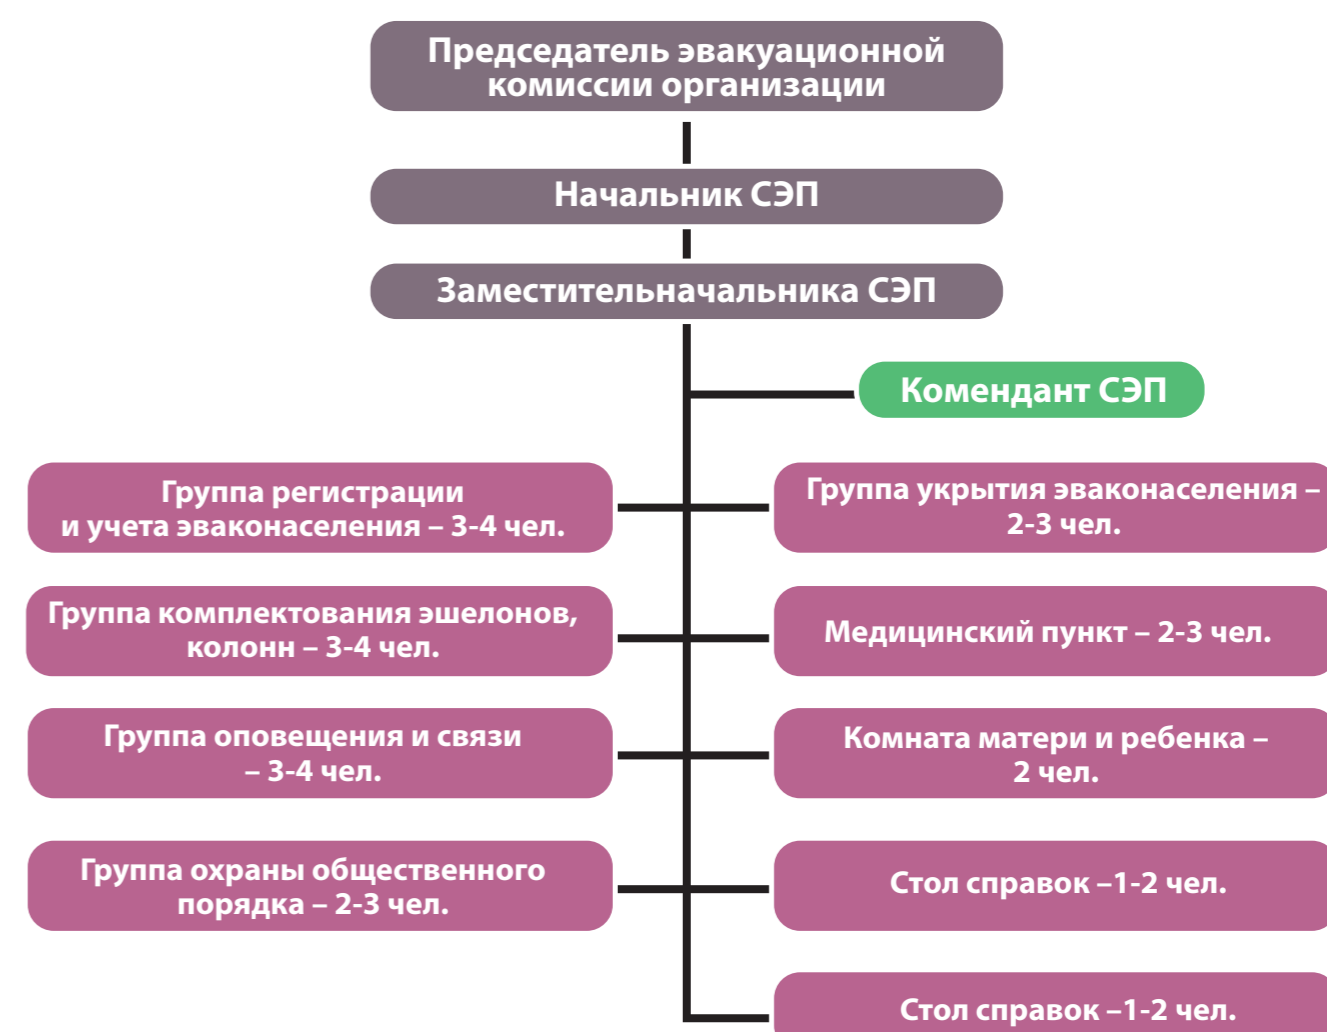 Председатель эвакуационной
комиссии организации
Начальник СЭП
Заместительначальника СЭП
Комендант СЭП
Группа регистрации
и учета эваконаселения – 3-4 чел.
Группа укрытия эваконаселения –
2-3 чел.
Группа комплектования эшелонов,
колонн – 3-4 чел.
Медицинский пункт – 2-3 чел.
Группа оповещения и связи
– 3-4 чел.
Комната матери и ребенка –
2 чел.
Группа охраны общественного
порядка – 2-3 чел.
Стол справок –1-2 чел.
Стол справок –1-2 чел.